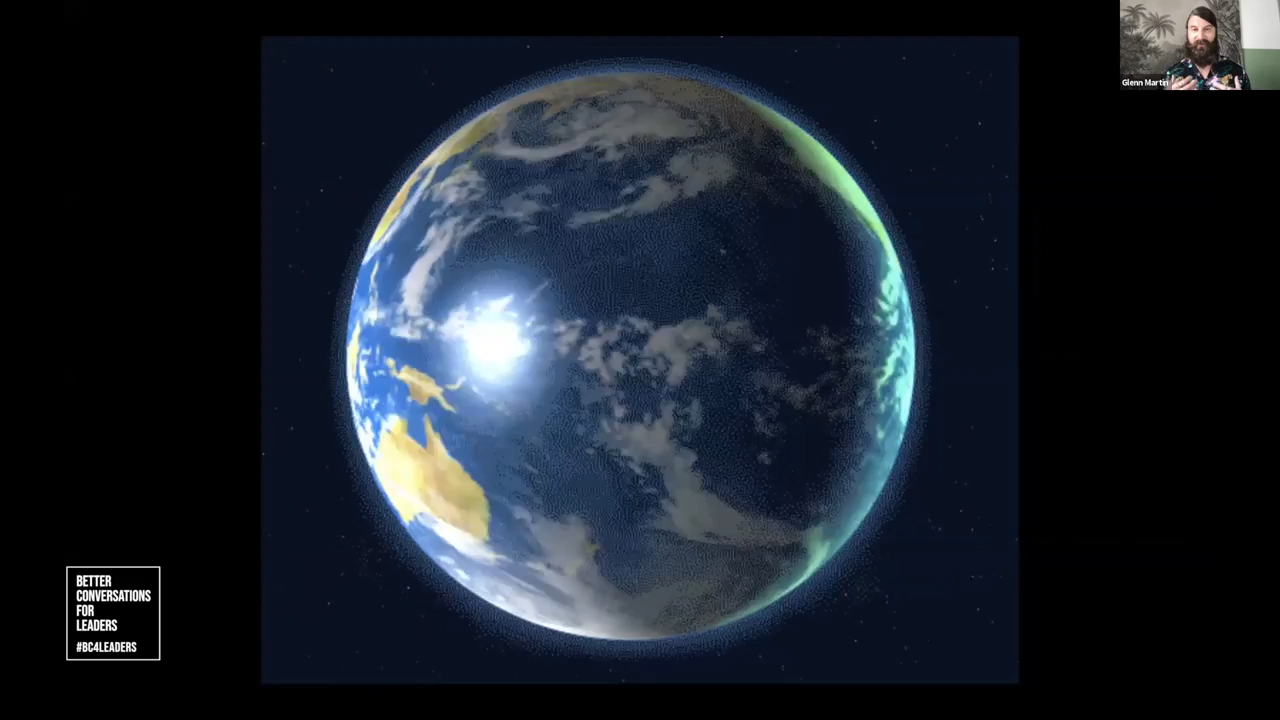 Glenn Martin
BETTER
CONVERSATIONS
FOR
LEADERS
#BC4LEADERS